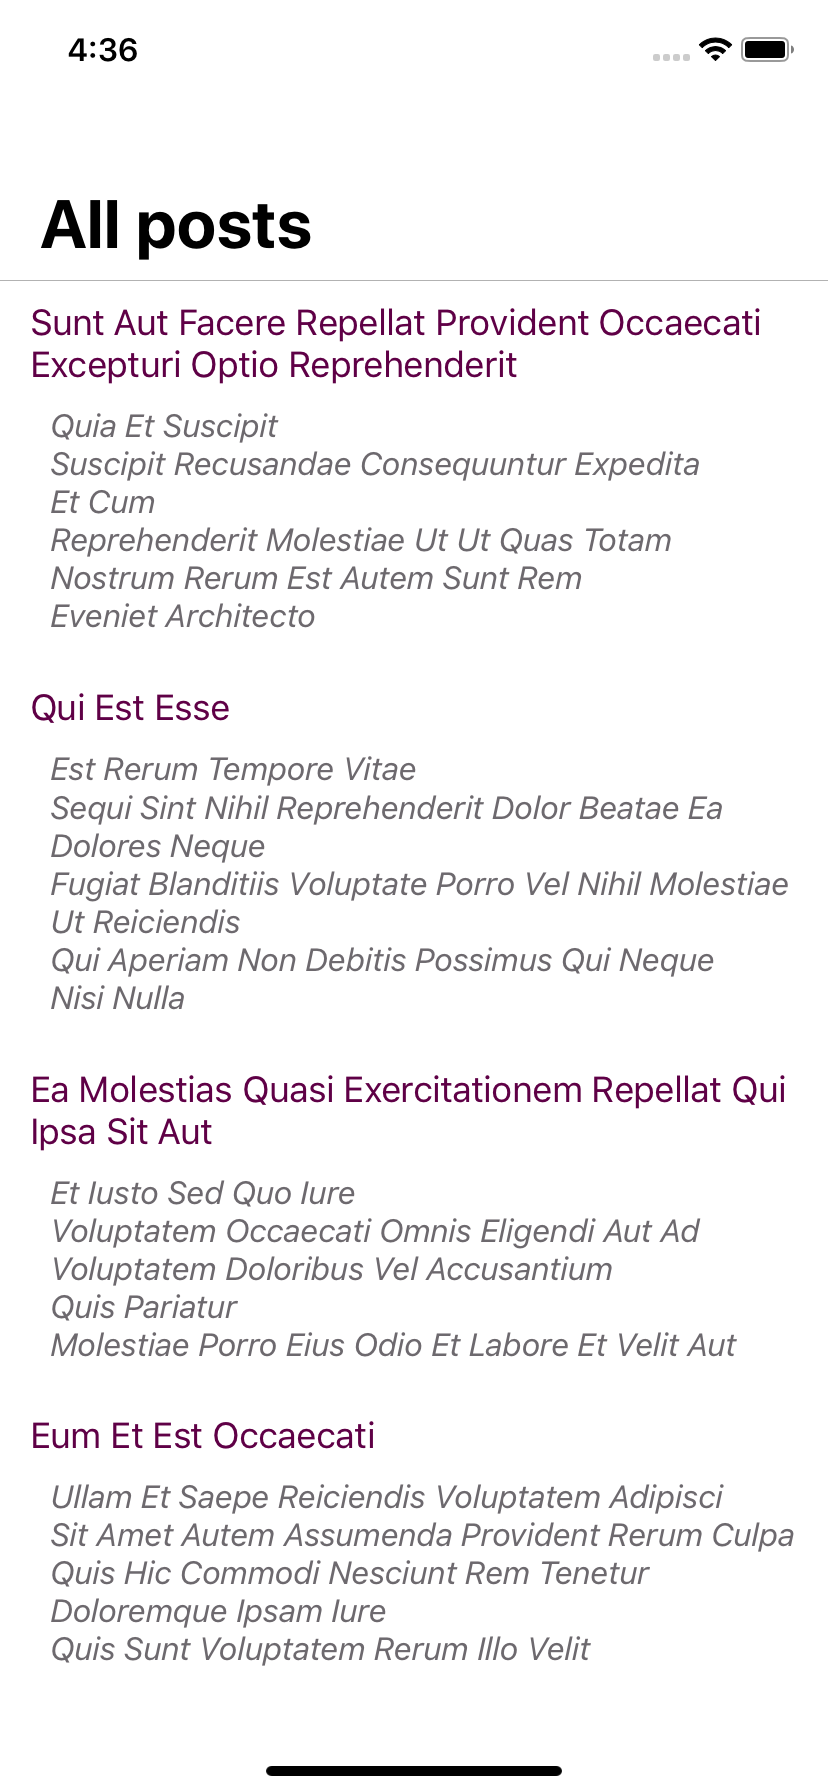 4:36
All posts
Sunt Aut Facere Repellat Provident Occaecati
Excepturi Optio Reprehenderit
Quia Et Suscipit
Suscipit Recusandae Consequuntur Expedita
Et Cum
Reprehenderit Molestiae Ut Ut Quas Totam
Nostrum Rerum Est Autem Sunt Rem
Eveniet Architecto
Qui Est Esse
Est Rerum Tempore Vitae
Sequi Sint Nihil Reprehenderit Dolor Beatae Ea
Dolores Neque
Fugiat Blanditiis Voluptate Porro Vel Nihil Molestiae
Ut Reiciendis
Qui Aperiam Non Debitis Possimus Qui Neque
Nisi Nulla
Ea Molestias Quasi Exercitationem Repellat Qui
Ipsa Sit Aut
Et Iusto Sed Quo Iure
Voluptatem Occaecati Omnis Eligendi Aut Ad
Voluptatem Doloribus Vel Accusantium
Quis Pariatur
Molestiae Porro Eius Odio Et Labore Et Velit Aut
Eum Et Est Occaecati
Ullam Et Saepe Reiciendis Voluptatem Adipisci
Sit Amet Autem Assumenda Provident Rerum Culpa
Quis Hic Commodi Nesciunt Rem Tenetur
Doloremque Ipsam Iure
Quis Sunt Voluptatem Rerum Illo Velit